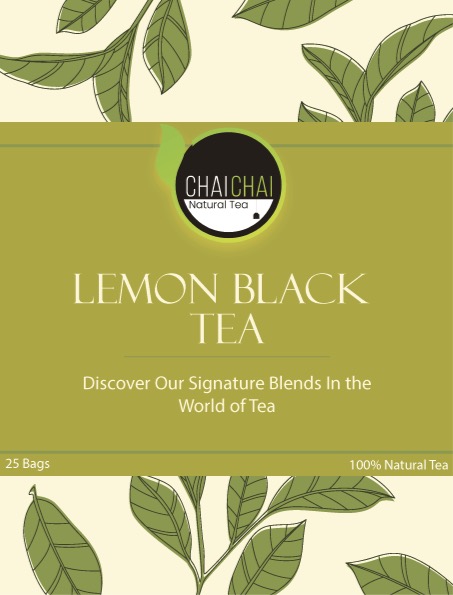 CHAICHAI
Natural Tea
LEMON BLACK
TEA
Discover Our Signature Blends In the
World of Tea
25 Bags
100% Natural Tea